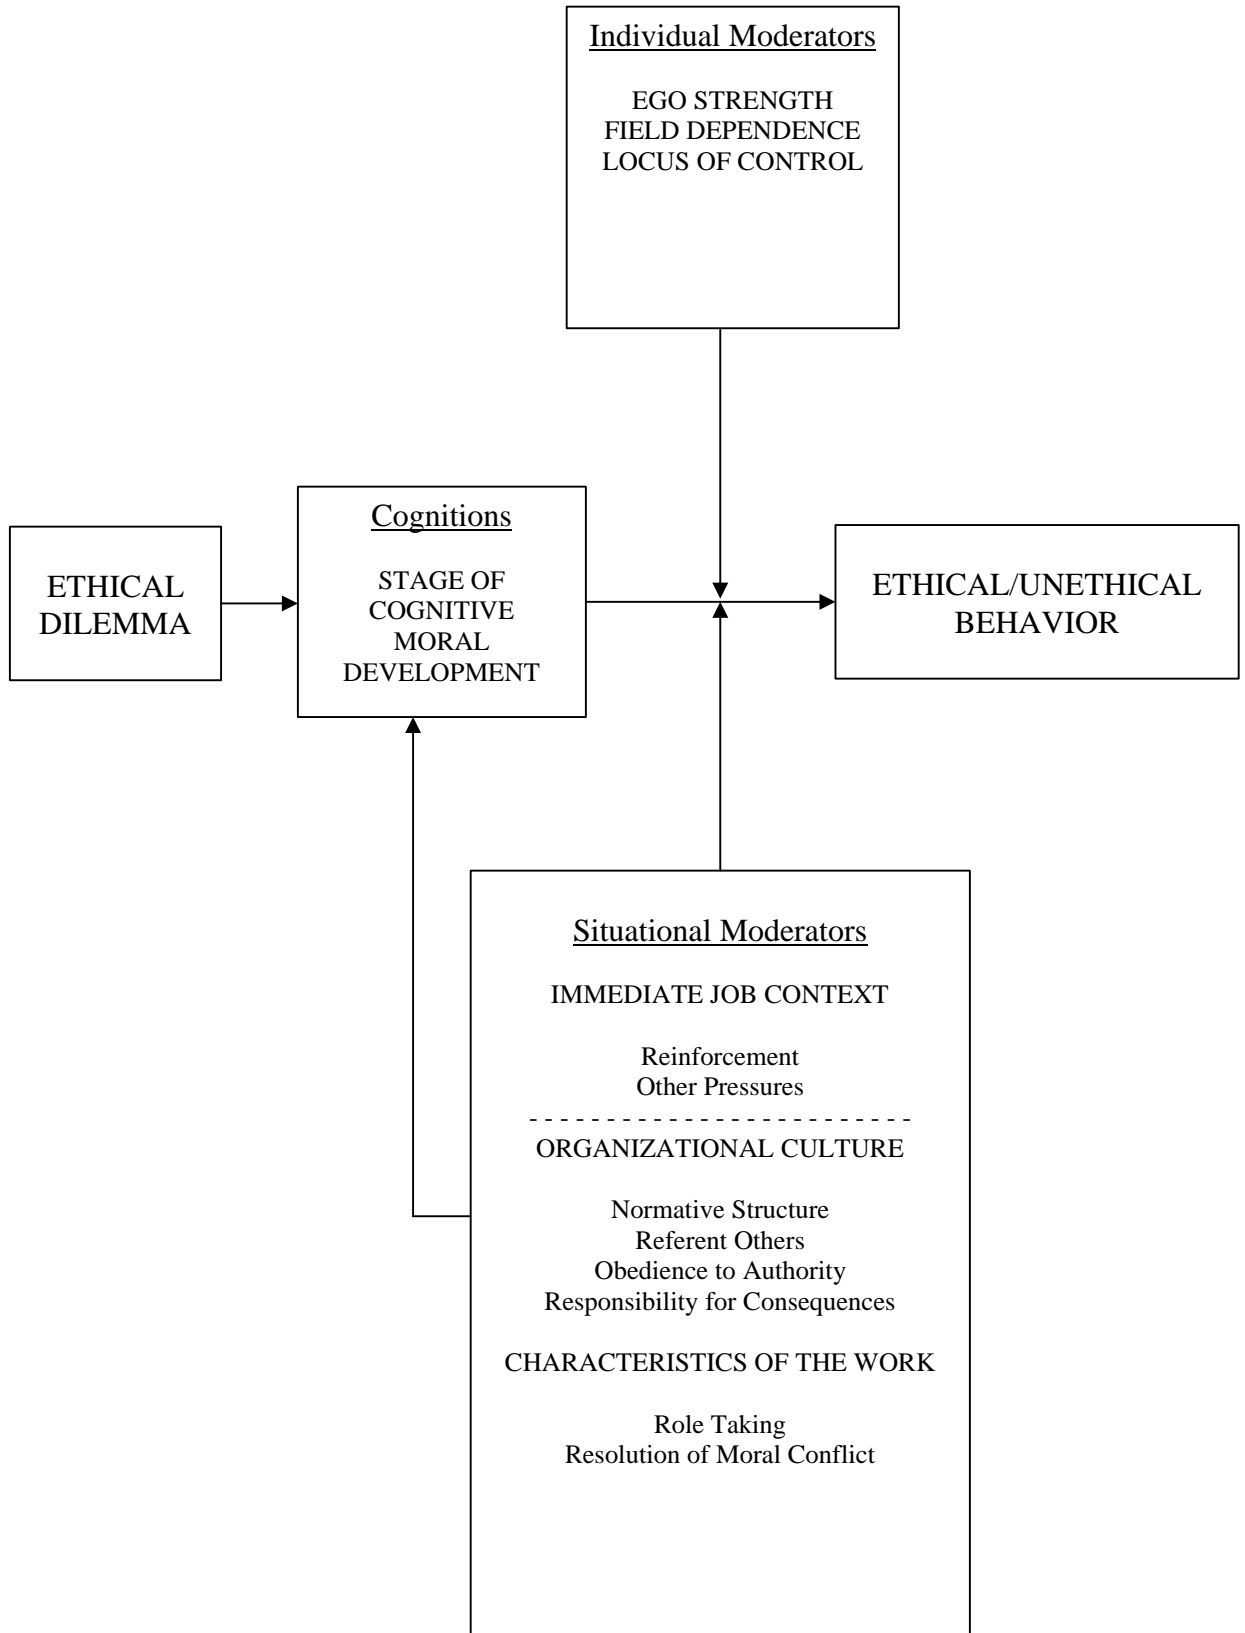 Individual Moderators
EGO STRENGTH
FIELD DEPENDENCE
LOCUS OF CONTROL
Cognitions
STAGE OF
COGNITIVE
MORAL
DEVELOPMENT
ETHICAL
DILEMMA
ETHICAL/UNETHICAL
BEHAVIOR
Situational Moderators
IMMEDIATE JOB CONTEXT
Reinforcement
Other Pressures
ORGANIZATIONAL CULTURE
Normative Structure
Referent Others
Obedience to Authority
Responsibility for Consequences
CHARACTERISTICS OF THE WORK
Role Taking
Resolution of Moral Conflict